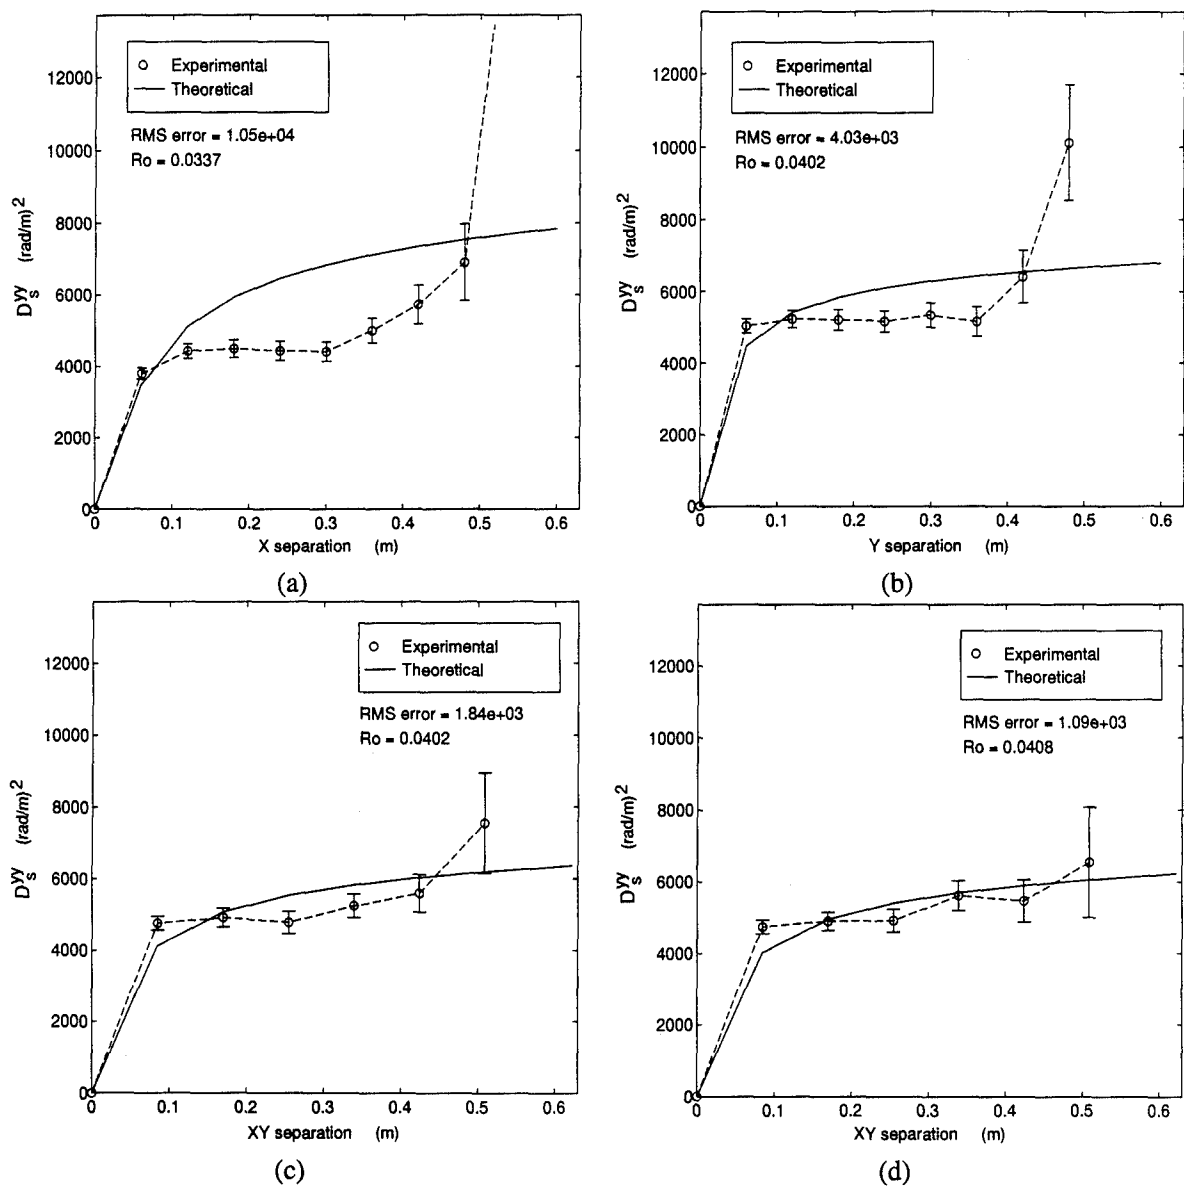 12000
10000
8000
6000
4000
2000
0
D_s^yy (rad/m)^2
Experimental
Theoretical
RMS error = 1.05e+04
Ro = 0.0337
0 0.1 0.2 0.3 0.4 0.5 0.6
X separation (m)
(a)
12000
10000
8000
6000
4000
2000
0
D_s^yy (rad/m)^2
Experimental
Theoretical
RMS error = 4.03e+03
Ro = 0.0402
0 0.1 0.2 0.3 0.4 0.5 0.6
Y separation (m)
(b)
12000
10000
8000
6000
4000
2000
0
D_s^yy (rad/m)^2
Experimental
Theoretical
RMS error = 1.84e+03
Ro = 0.0402
0 0.1 0.2 0.3 0.4 0.5 0.6
XY separation (m)
(c)
12000
10000
8000
6000
4000
2000
0
D_s^yy (rad/m)^2
Experimental
Theoretical
RMS error = 1.09e+03
Ro = 0.0408
0 0.1 0.2 0.3 0.4 0.5 0.6
XY separation (m)
(d)